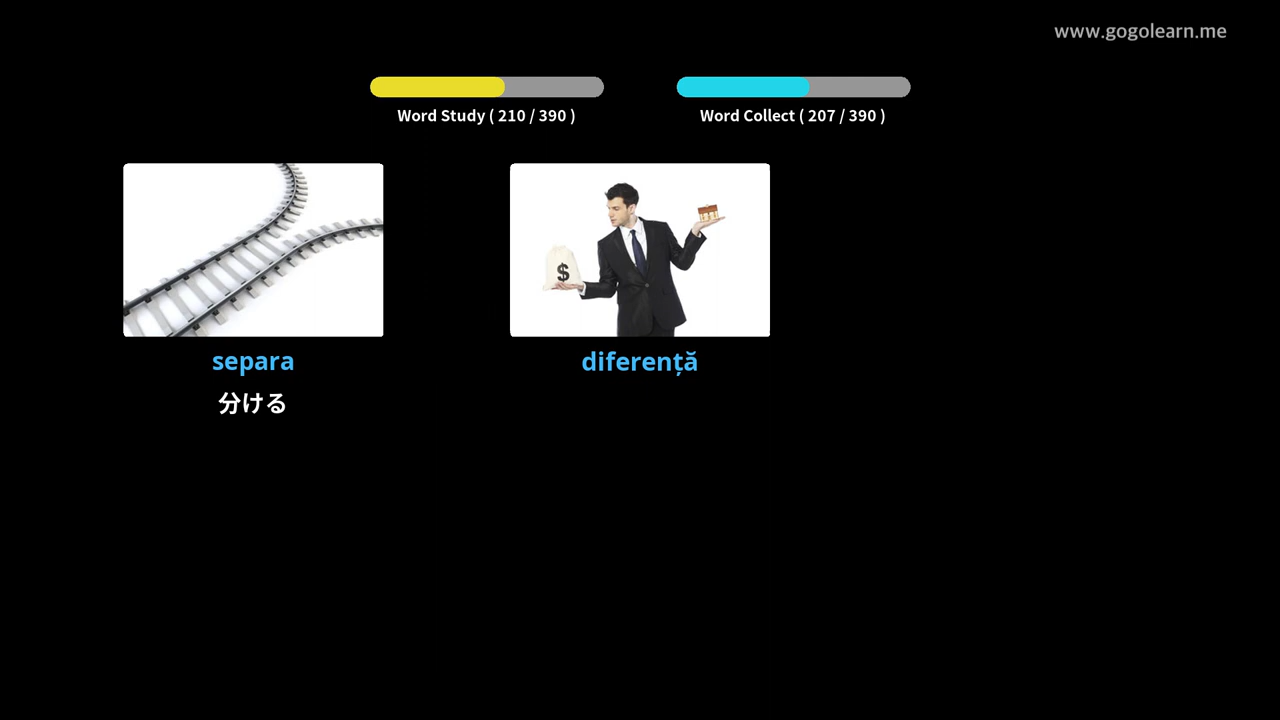 www.gogolearn.me
Word Study ( 210 / 390 )
Word Collect ( 207 / 390 )
$
separa
diferență
分ける